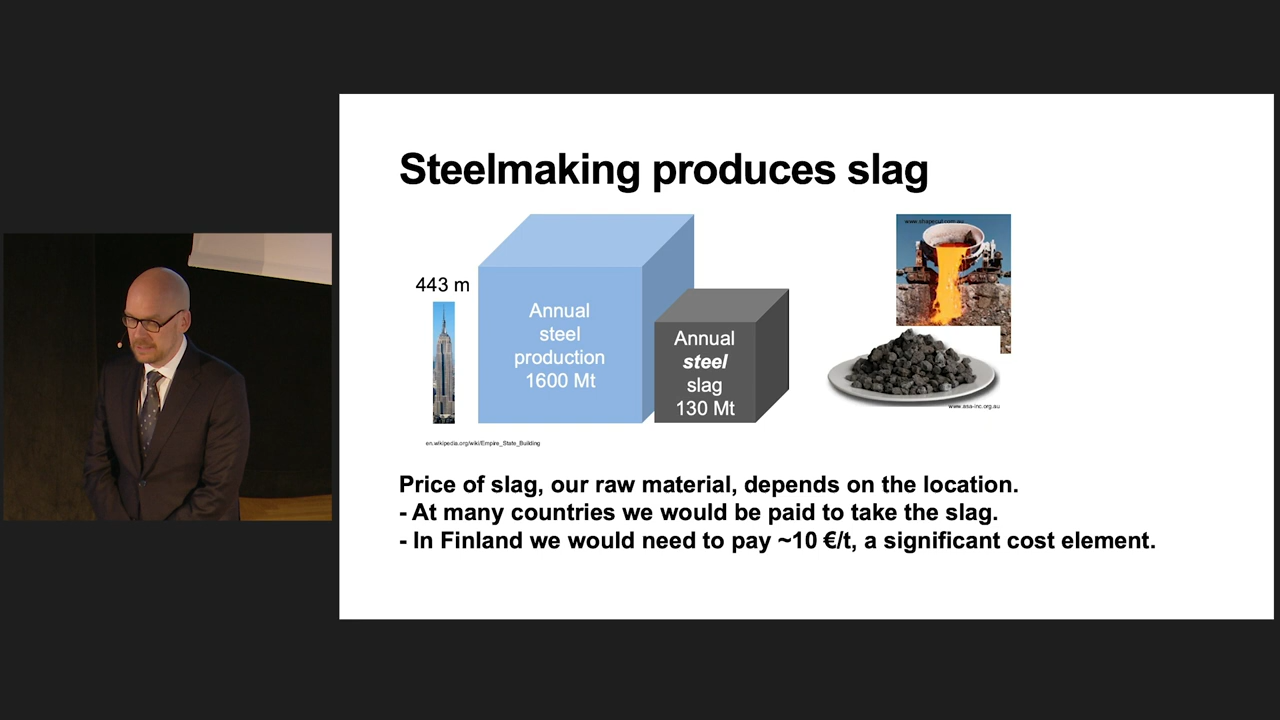 Steelmaking produces slag
443 m
Annual
steel
production
1600 Mt
Annual
steel
slag
130 Mt
www.asa-inc.org.au
en.wikipedia.org/wiki/Empire_State_Building
Price of slag, our raw material, depends on the location.
- At many countries we would be paid to take the slag.
- In Finland we would need to pay ~10 €/t, a significant cost element.